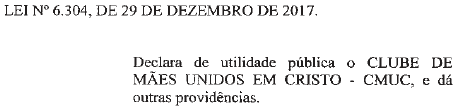 LEI Nº 6.304, DE 29 DE DEZEMBRO DE 2017.
Declara de utilidade pública o CLUBE DE
MÃES UNIDOS EM CRISTO - CMUC, e dá
outras providências.